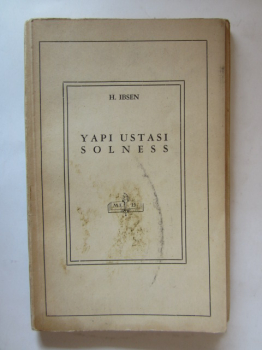 H. IBSEN
YAPI USTASI
SOLNESS